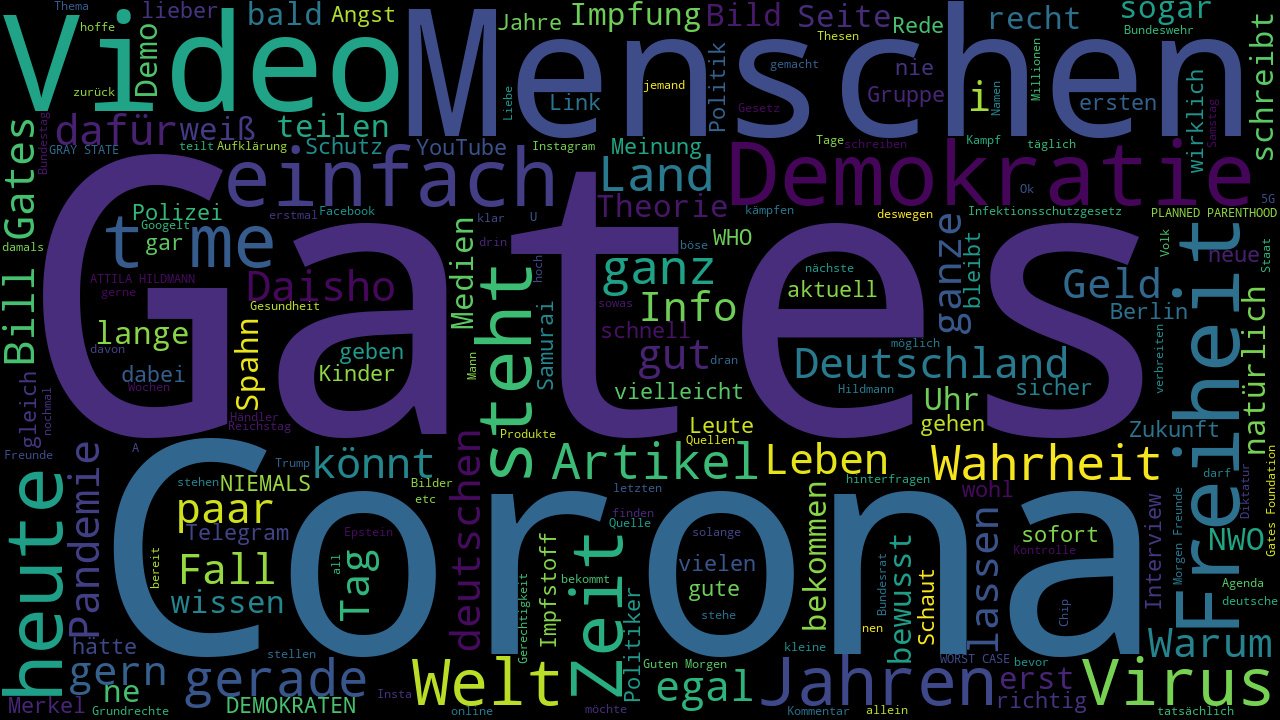 Thema
hoffe
Video
zurück
Demo
lieber
bald
Angst
Menschen
Jahre
Impfung
Bild
Seite
Thesen
Rede
recht
sogar
Bundeswehr
schreibt
gemacht
nie
Gruppe
i
Millionen
Namen
ersten
Wirklich
Samstag
jemand
Politik
Gesetz
Link
Liebe
dafür
weiß
teilen
Bundestag
GRAY STATE
teilt
Aufklärung
Schutz
YouTube
Instagram
Meinung
Tage
schreiben
Kampf
täglich
Bill Gates
Gates
einfach
Land
Demokratie
Ok
5G
Theorie
kämpfen
deswegen
Infektionsschutzgesetz
PLANNED PARENTHOOD
Polizei
Googelt
erstmal
Facebook
klar
U
damals
t
me
gar
Medien
drin
hoch
böse
WHO
ganze
bleibt
Volk
Staat
neue
Freiheit
ATTILA HILDMANN
gerne
Daisho
Gesundheit
steht
ganz
nächste
aktuell
Geld
Berlin
natürlich
lange
davon
Spahn
Samurai
sowas
Info
schnell
möglich
geben
dabei
Wochen
Kinder
Mann
gut
dran
Deutschland
Hildmann
sicher
verbreiten
vielleicht
gleich
nochmal
Händler
Reichstag
Produkte
Leute
Quellen
Uhr
gehen
Zukunft
Freunde
A
heute
Pandemie
Corona
Trump
könnt
deutschen
Artikel
Leben
Wahrheit
stehen
NIEMALS
Bilder
etc
letzten
hinterfragen
wohl
darf
Diktatur
Gates Foundation
paar
Telegram
Epstein
finden
Quelle
solange
bekommen
sofort
Kontrolle
Interview
Morgen Freunde
NWO
bereit
Fall
Tag
all
Gerechtigkeit
Impfstoff
bekommt
Zeit
vielen
gute
Bundesrat
bewusst
Schaut
lassen
Chip
Agenda
deutsche
wissen
Politiker
stehe
nen
hätte
stellen
kleine
WORST CASE
bevor
Warum
gern
gerade
Welt
Guten Morgen
egal
Jahren
erst
Virus
Merkel
ne
Grundrechte
DEMOKRATEN
Insta
online
möchte
Kommentar
allein
richtig
tatsächlich